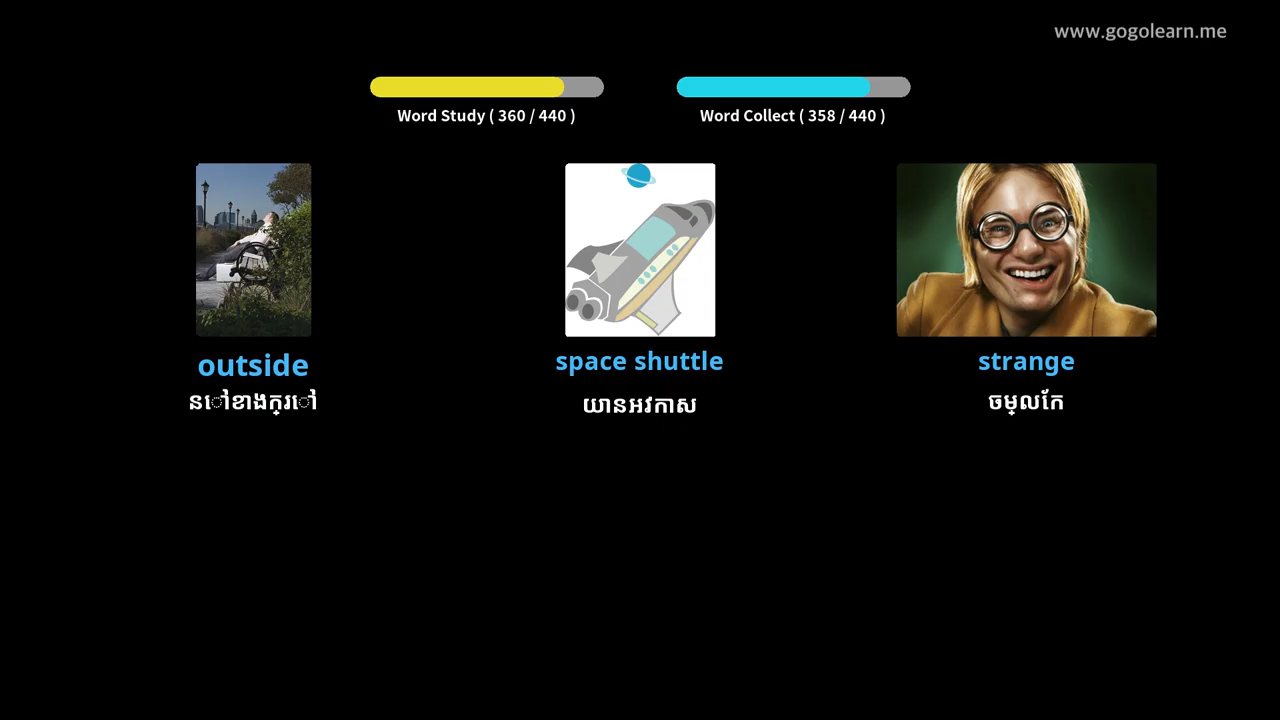 www.gogolearn.me
Word Study ( 360 / 440 )
Word Collect ( 358 / 440 )
outside
space shuttle
strange
នៅខាងក្រៅ
យានអវកាស
ចម្លែក